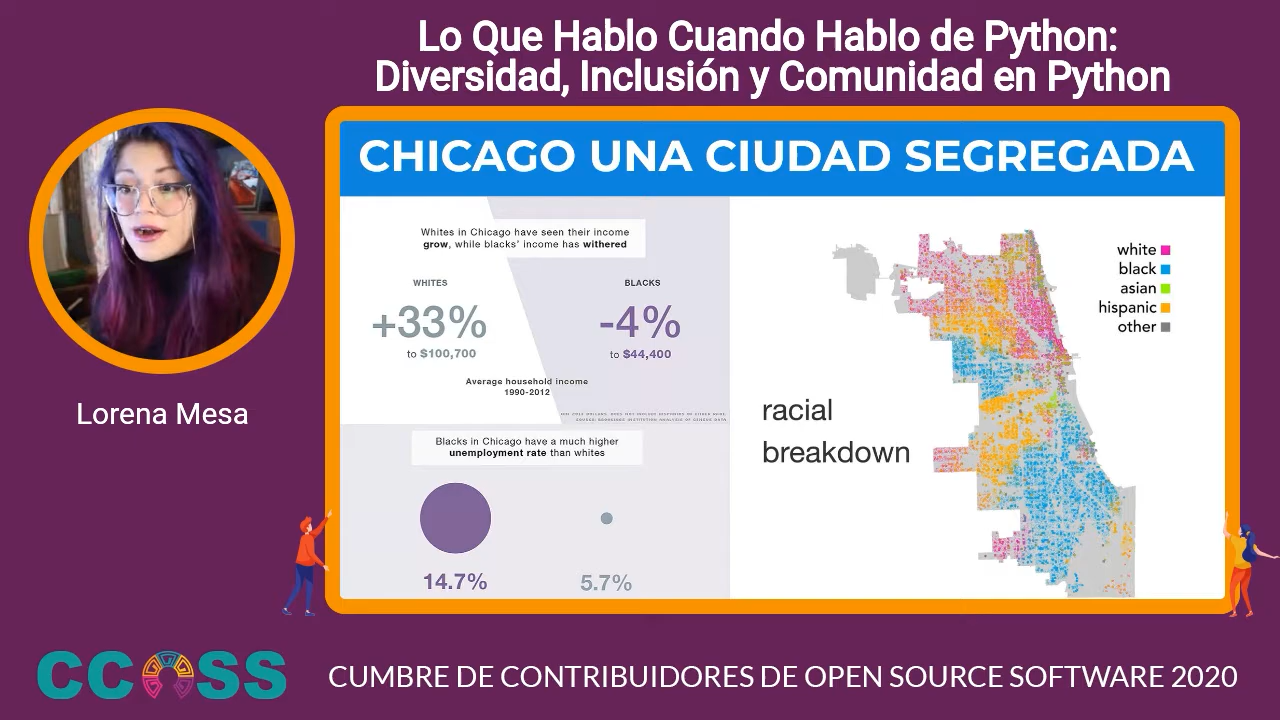 Lo Que Hablo Cuando Hablo de Python:
Diversidad, Inclusión y Comunidad en Python
CHICAGO UNA CIUDAD SEGREGADA
Whites in Chicago have seen their income
grow, while blacks' income has withered
WHITES
BLACKS
+33%
-4%
to $100,700
to $44,400
Average household income
1990-2012
Blacks in Chicago have a much higher
unemployment rate than whites
14.7%
5.7%
racial
breakdown
white
black
asian
hispanic
other
Lorena Mesa
CCOSS
CUMBRE DE CONTRIBUIDORES DE OPEN SOURCE SOFTWARE 2020